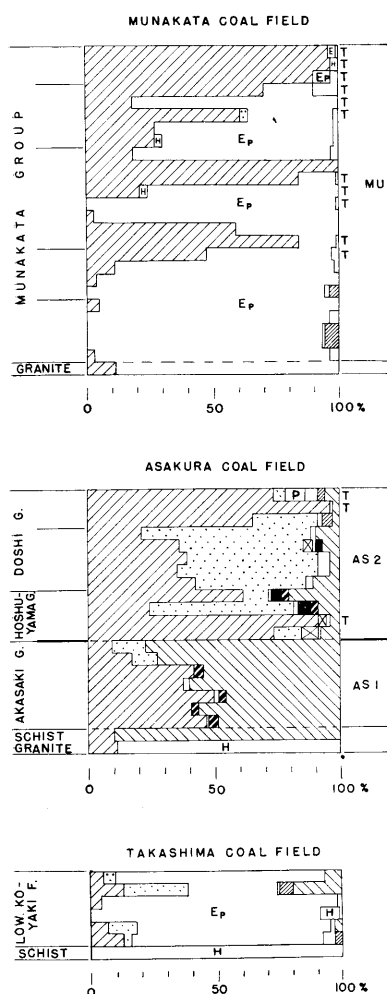 MUNAKATA COAL FIELD
MUNAKATA GROUP
GRANITE
E
T
H
T
Ep
T
T
T
T
Ep
H
T
H
T
Ep
T
T
T
Ep
MU
0 50 100 %
ASAKURA COAL FIELD
DOSHI G.
HOSHU-
YAMA G.
AKASAKI G.
SCHIST
GRANITE
P
T
T
T
AS 2
AS 1
H
0 50 100 %
TAKASHIMA COAL FIELD
LOW. KO-
YAKI F.
SCHIST
Ep
H
H
0 50 100 %